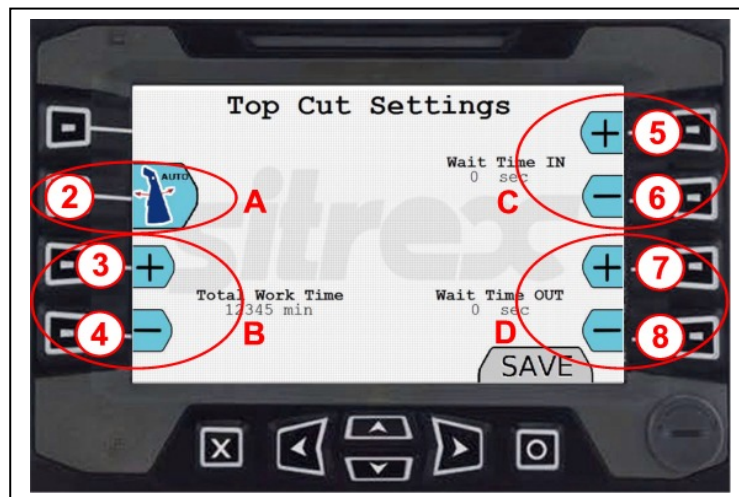 Top Cut Settings
5
AUTO
Wait Time IN
0 sec
2
A
C
6
sitrex
3
7
Total Work Time
12345 min
Wait Time OUT
0 sec
4
B
D
8
SAVE
X
O